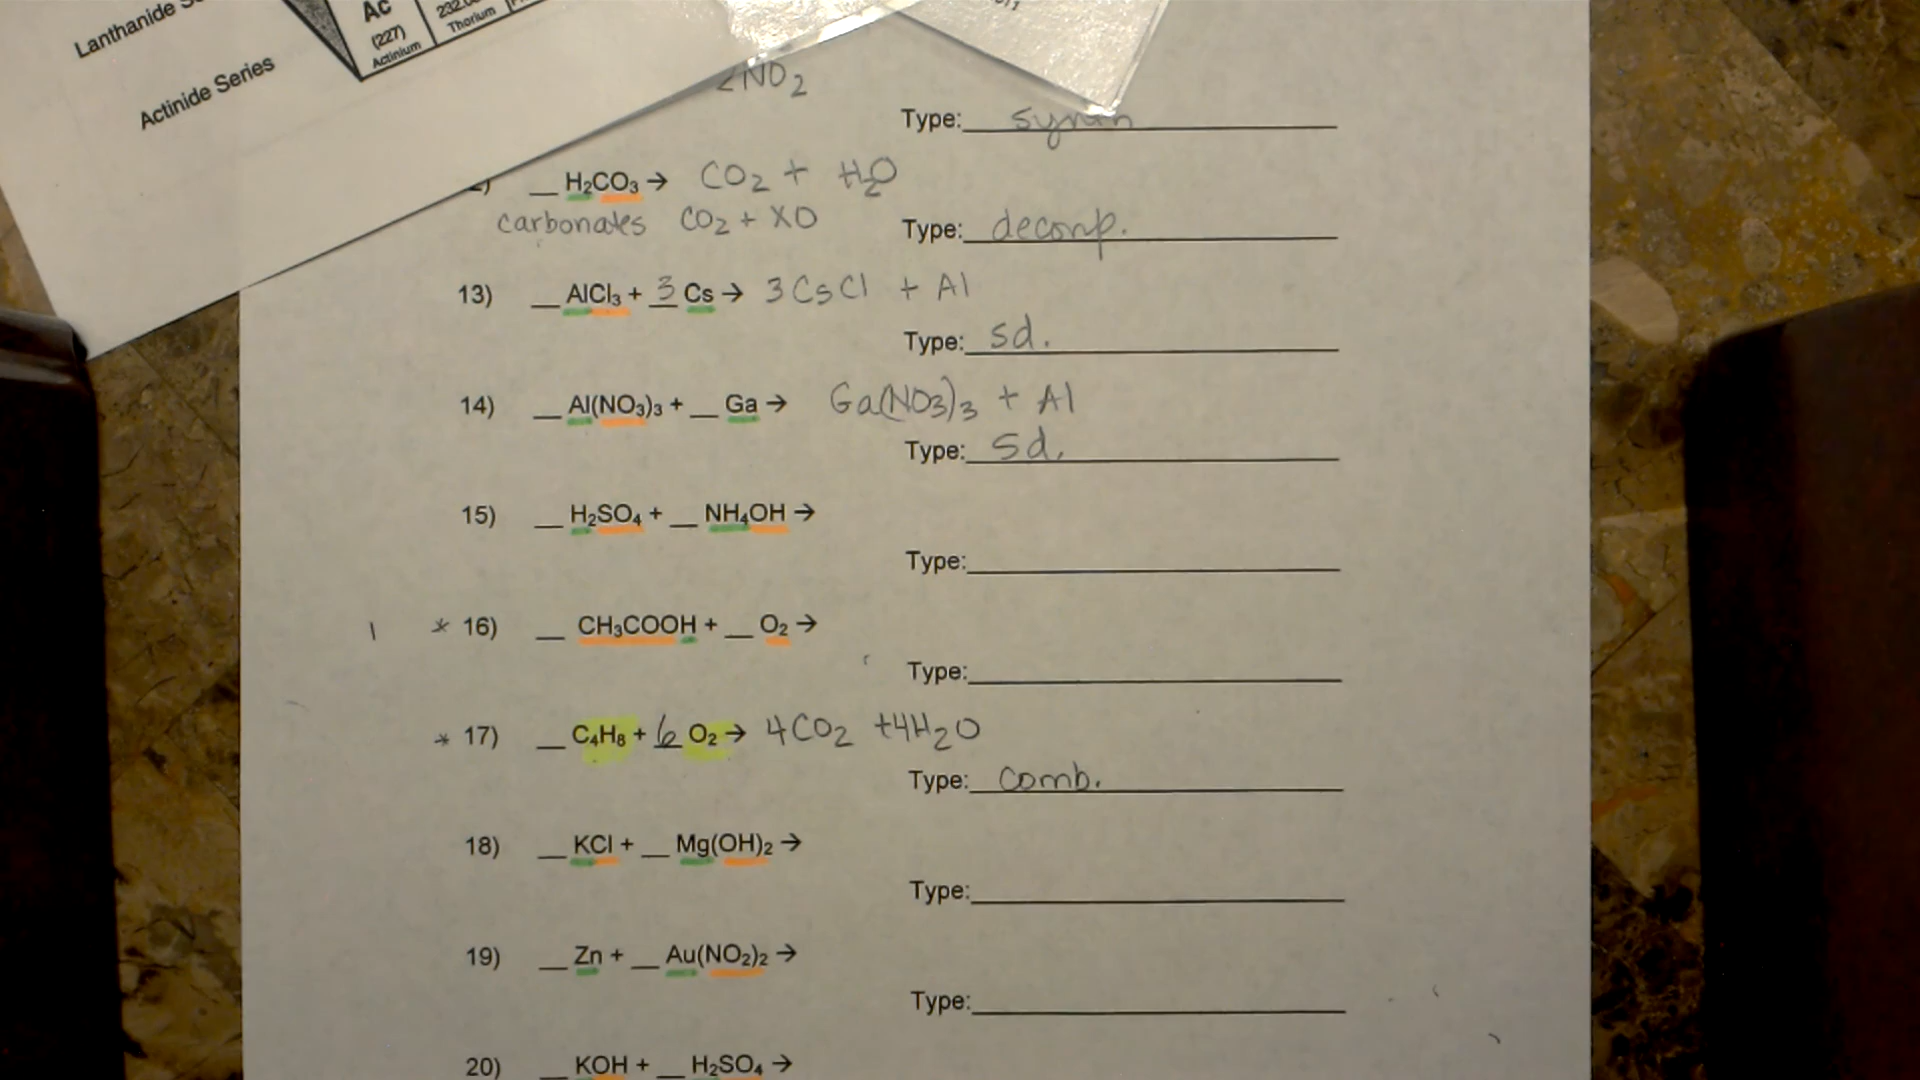 Lanthanide
Ac
(227)
Actinium
Thorium
Actinide Series
2NO2
Type: synth
__ H2CO3 → CO2 + H2O
carbonates CO2 + XO
Type: decomp.
13) __ AlCl3 + 3 Cs → 3CsCl + Al
Type: sd.
14) __ Al(NO3)3 + __ Ga → Ga(NO3)3 + Al
Type: sd.
15) __ H2SO4 + __ NH4OH →
Type:
* 16) __ CH3COOH + __ O2 →
Type:
* 17) __ C4H8 + 6 O2 → 4CO2 + 4H2O
Type: comb.
18) __ KCl + __ Mg(OH)2 →
Type:
19) __ Zn + __ Au(NO2)2 →
Type:
20) __ KOH + __ H2SO4 →